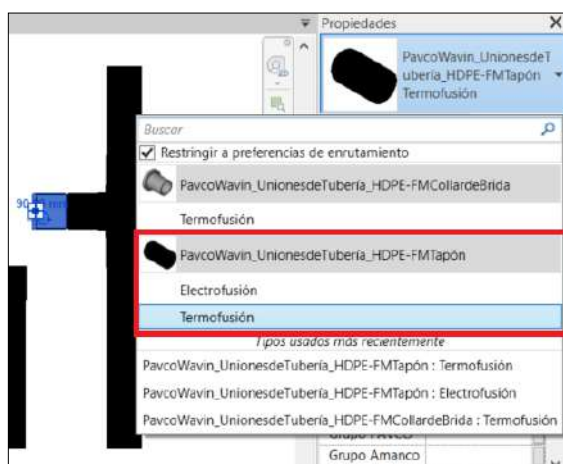 Propiedades
PavcoWavin_UnionesdeT
ubería_HDPE-FMTapón
Termofusión
Buscar
Restringir a preferencias de enrutamiento
PavcoWavin_UnionesdeTubería_HDPE-FMCollardeBrida
Termofusión
90
PavcoWavin_UnionesdeTubería_HDPE-FMTapón
Electrofusión
Termofusión
Tipos usados más recientemente
PavcoWavin_UnionesdeTubería_HDPE-FMTapón : Termofusión
PavcoWavin_UnionesdeTubería_HDPE-FMTapón : Electrofusión
PavcoWavin_UnionesdeTubería_HDPE-FMCollardeBrida : Termofusión
Grupo PAVCO
Grupo Amanco